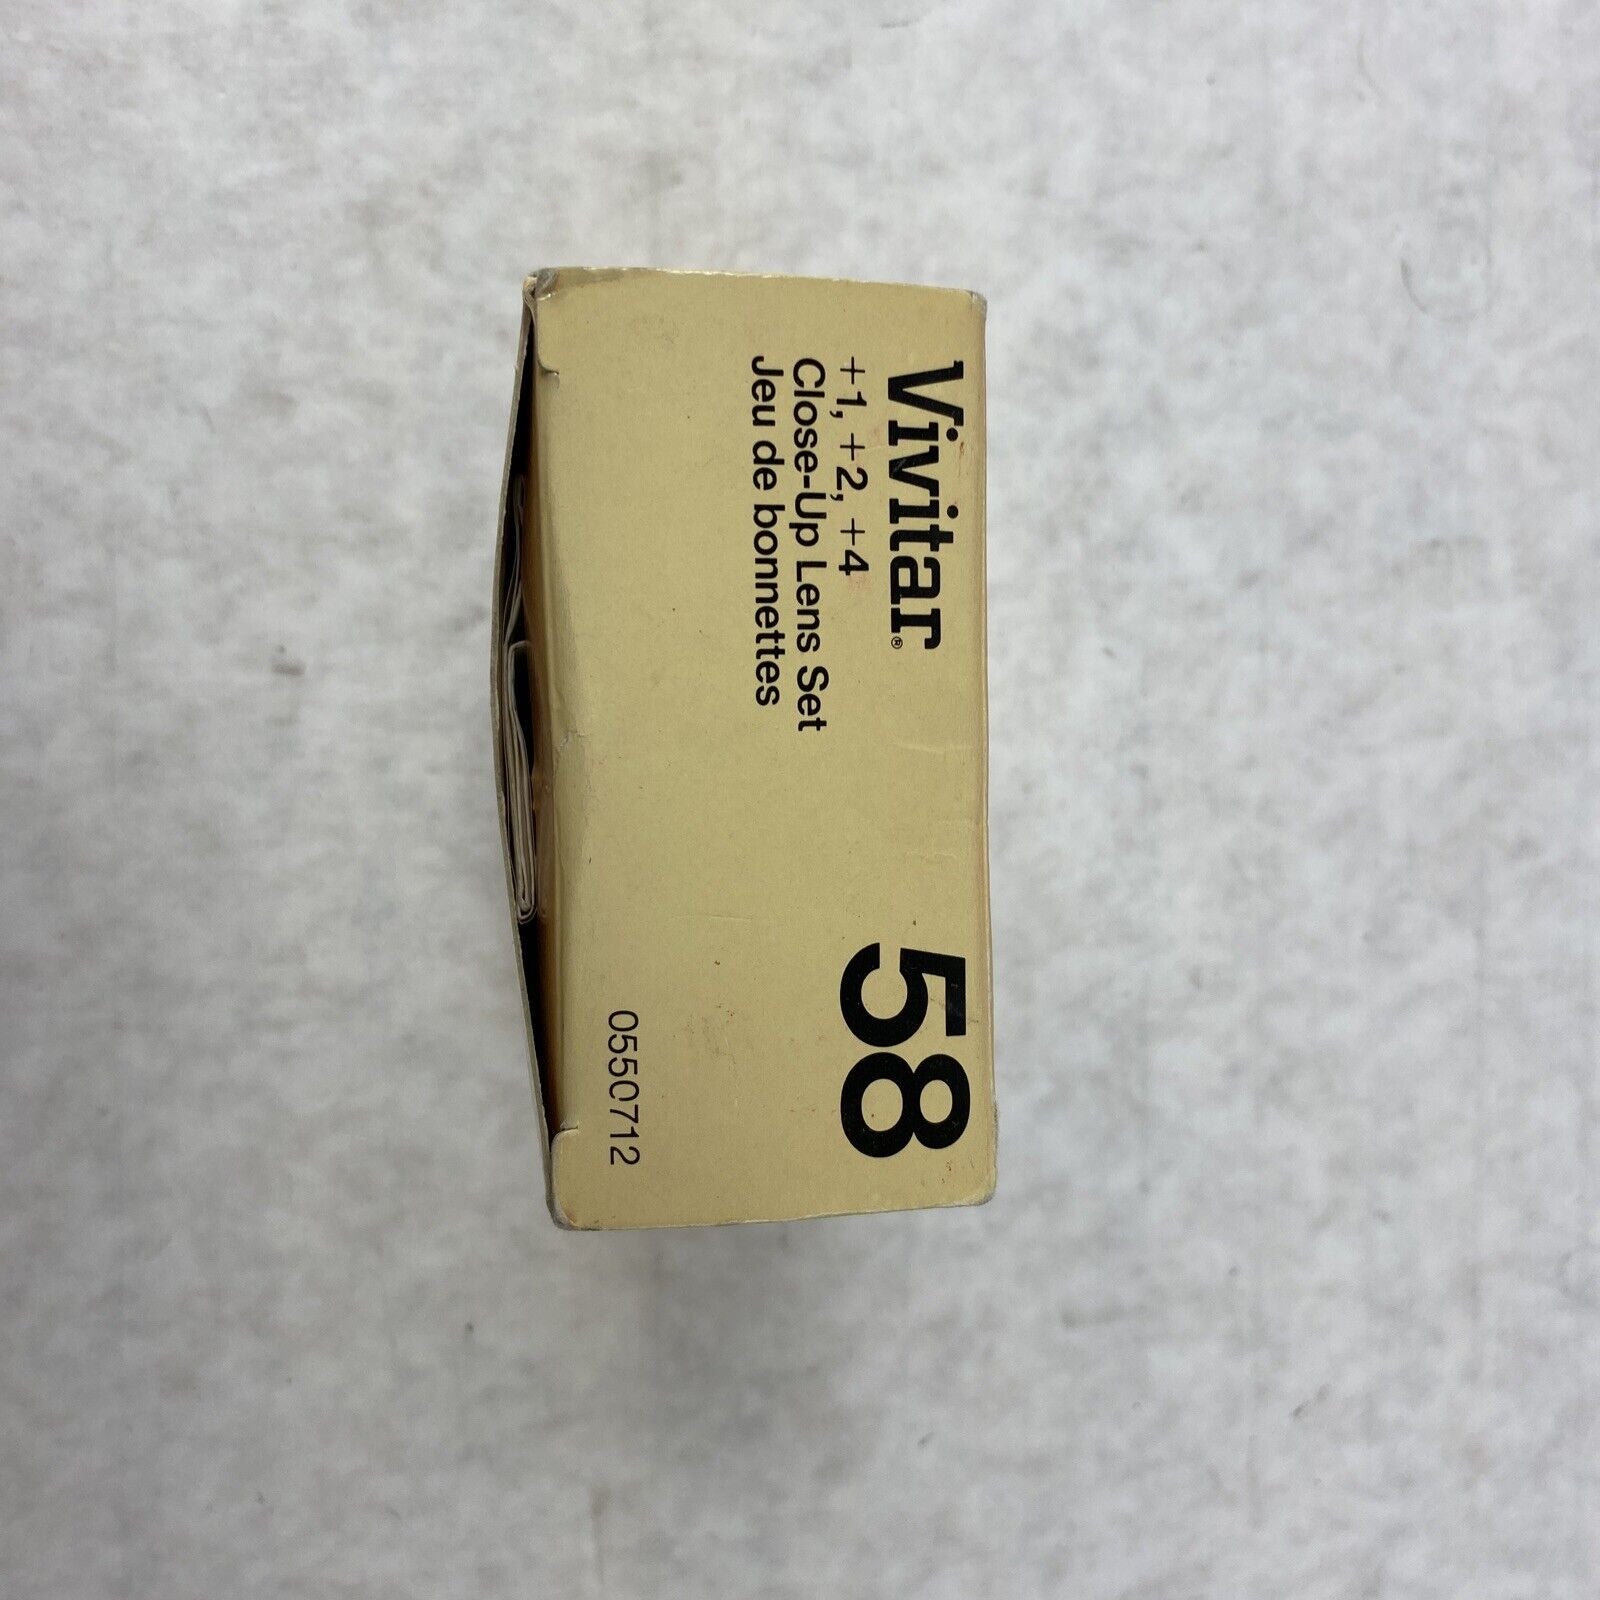 Vivitar®
+1, +2, +4
Close-Up Lens Set
Jeu de bonnettes
58
0550712